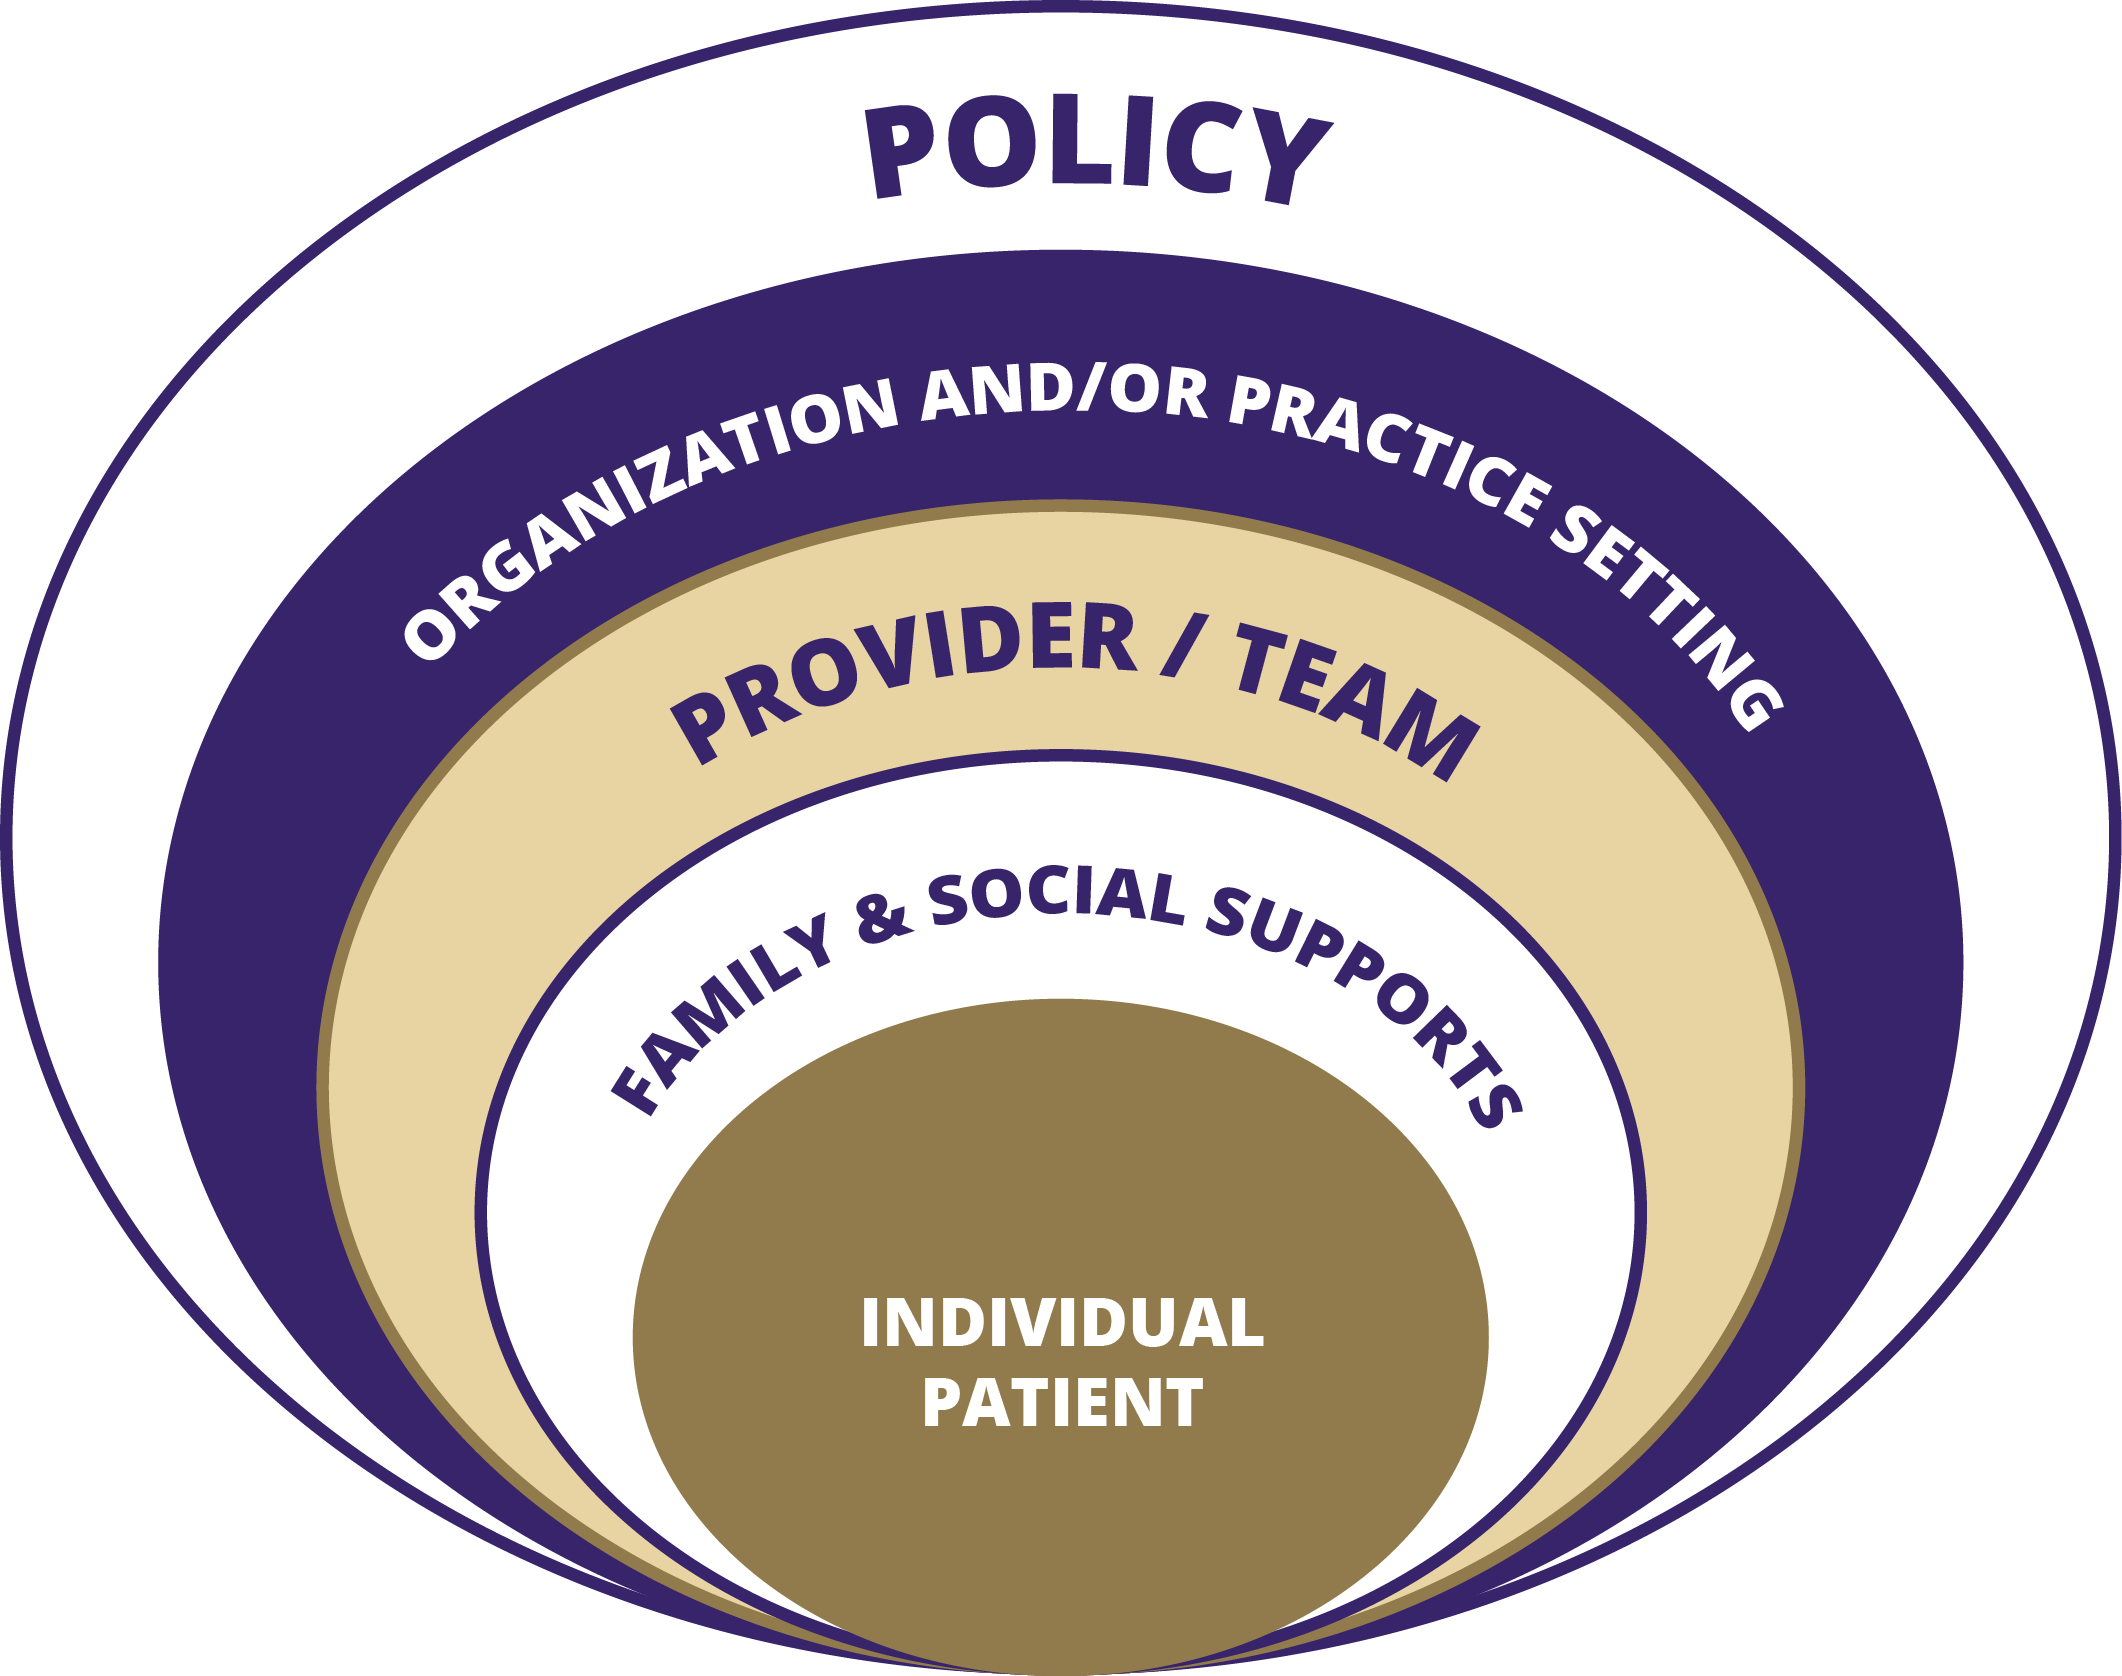 POLICY
ORGANIZATION AND/OR PRACTICE SETTING
PROVIDER / TEAM
FAMILY & SOCIAL SUPPORTS
INDIVIDUAL
PATIENT